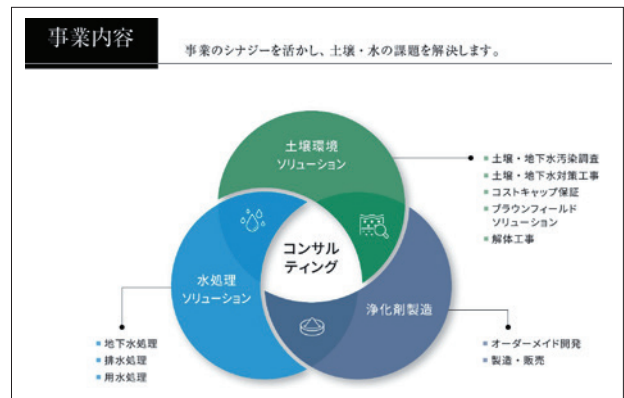 事業内容
事業のシナジーを活かし、土壌・水の課題を解決します。
土壌環境
ソリューション
土壌・地下水汚染調査
土壌・地下水対策工事
コストキャップ保証
ブラウンフィールド
ソリューション
解体工事
コンサル
ティング
水処理
ソリューション
浄化剤製造
地下水処理
排水処理
用水処理
オーダーメイド開発
製造・販売